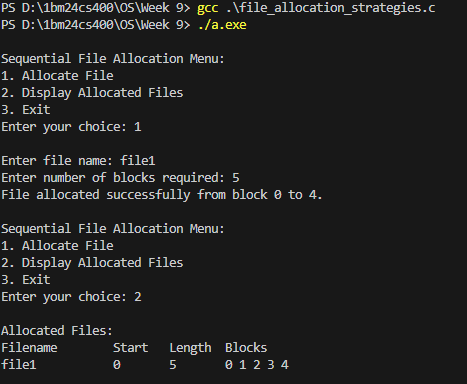 PS D:\1bm24cs400\OS\Week 9> gcc .\file_allocation_strategies.c
PS D:\1bm24cs400\OS\Week 9> ./a.exe
Sequential File Allocation Menu:
1. Allocate File
2. Display Allocated Files
3. Exit
Enter your choice: 1
Enter file name: file1
Enter number of blocks required: 5
File allocated successfully from block 0 to 4.
Sequential File Allocation Menu:
1. Allocate File
2. Display Allocated Files
3. Exit
Enter your choice: 2
Allocated Files:
Filename Start Length Blocks
file1 0 5 0 1 2 3 4